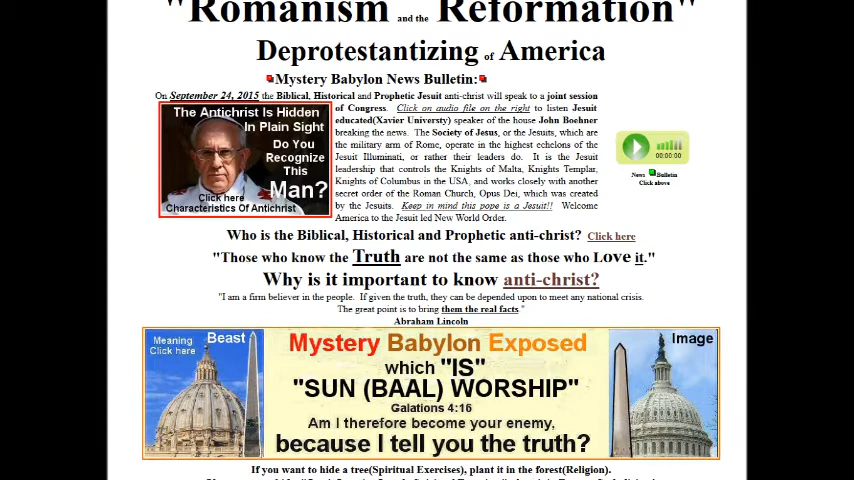 "Romanism and the Reformation"
Deprotestantizing of America
Mystery Babylon News Bulletin:
On September 24, 2015 the Biblical, Historical and Prophetic Jesuit anti-christ will speak to a joint session
of Congress. Click on audio file on the right to listen Jesuit
educated(Xavier Universty) speaker of the house John Boehner
breaking the news. The Society of Jesus, or the Jesuits, which are
the military arm of Rome, operate in the highest echelons of the
Jesuit Illuminati, or rather their leaders do. It is the Jesuit
leadership that controls the Knights of Malta, Knights Templar,
Knights of Columbus in the USA, and works closely with another
secret order of the Roman Church, Opus Dei, which was created
by the Jesuits. Keep in mind this pope is a Jesuit!! Welcome
America to the Jesuit led New World Order.
The Antichrist Is Hidden
In Plain Sight
Do You
Recognize
This
Man?
Click here
Characteristics Of Antichrist
00:00:00
News Bulletin
Click above
Who is the Biblical, Historical and Prophetic anti-christ? Click here
"Those who know the Truth are not the same as those who Love it."
Why is it important to know anti-christ?
"I am a firm believer in the people. If given the truth, they can be depended upon to meet any national crisis.
The great point is to bring them the real facts."
Abraham Lincoln
Meaning
Click here
Beast
Mystery Babylon Exposed
which "IS"
"SUN (BAAL) WORSHIP"
Galations 4:16
Am I therefore become your enemy,
because I tell you the truth?
Image
If you want to hide a tree(Spiritual Exercises), plant it in the forest(Religion).